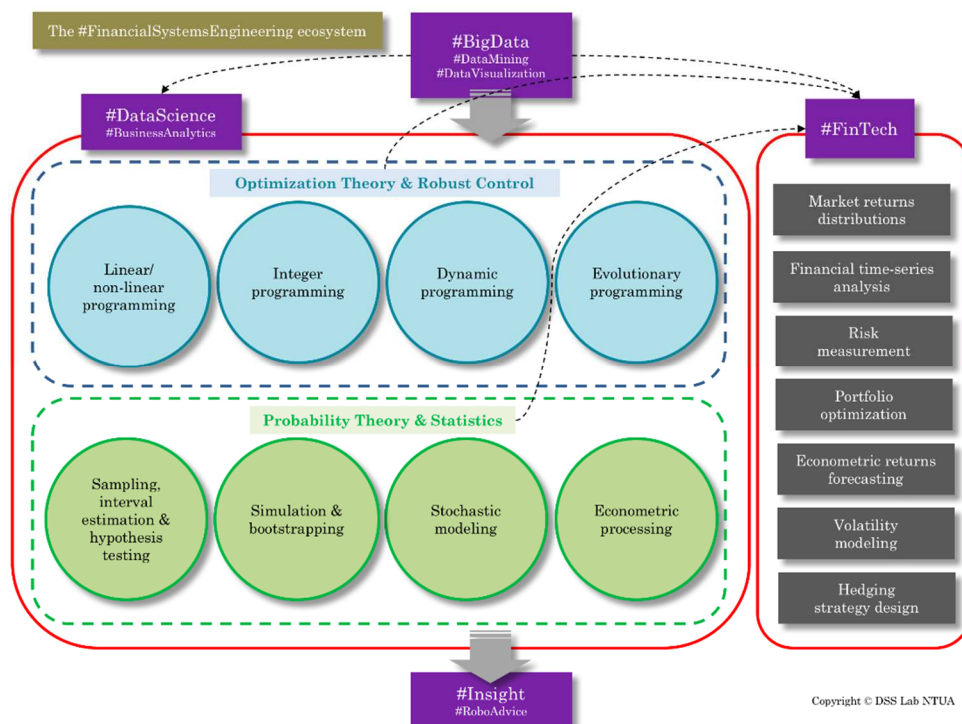 The #FinancialSystemsEngineering ecosystem
#BigData
#DataMining
#DataVisualization
#DataScience
#BusinessAnalytics
#FinTech
Optimization Theory & Robust Control
Linear/
non-linear
programming
Integer
programming
Dynamic
programming
Evolutionary
programming
Probability Theory & Statistics
Sampling,
interval
estimation &
hypothesis
testing
Simulation &
bootstrapping
Stochastic
modeling
Econometric
processing
Market returns
distributions
Financial time-series
analysis
Risk
measurement
Portfolio
optimization
Econometric returns
forecasting
Volatility
modeling
Hedging
strategy design
#Insight
#RoboAdvice
Copyright © DSS Lab NTUA